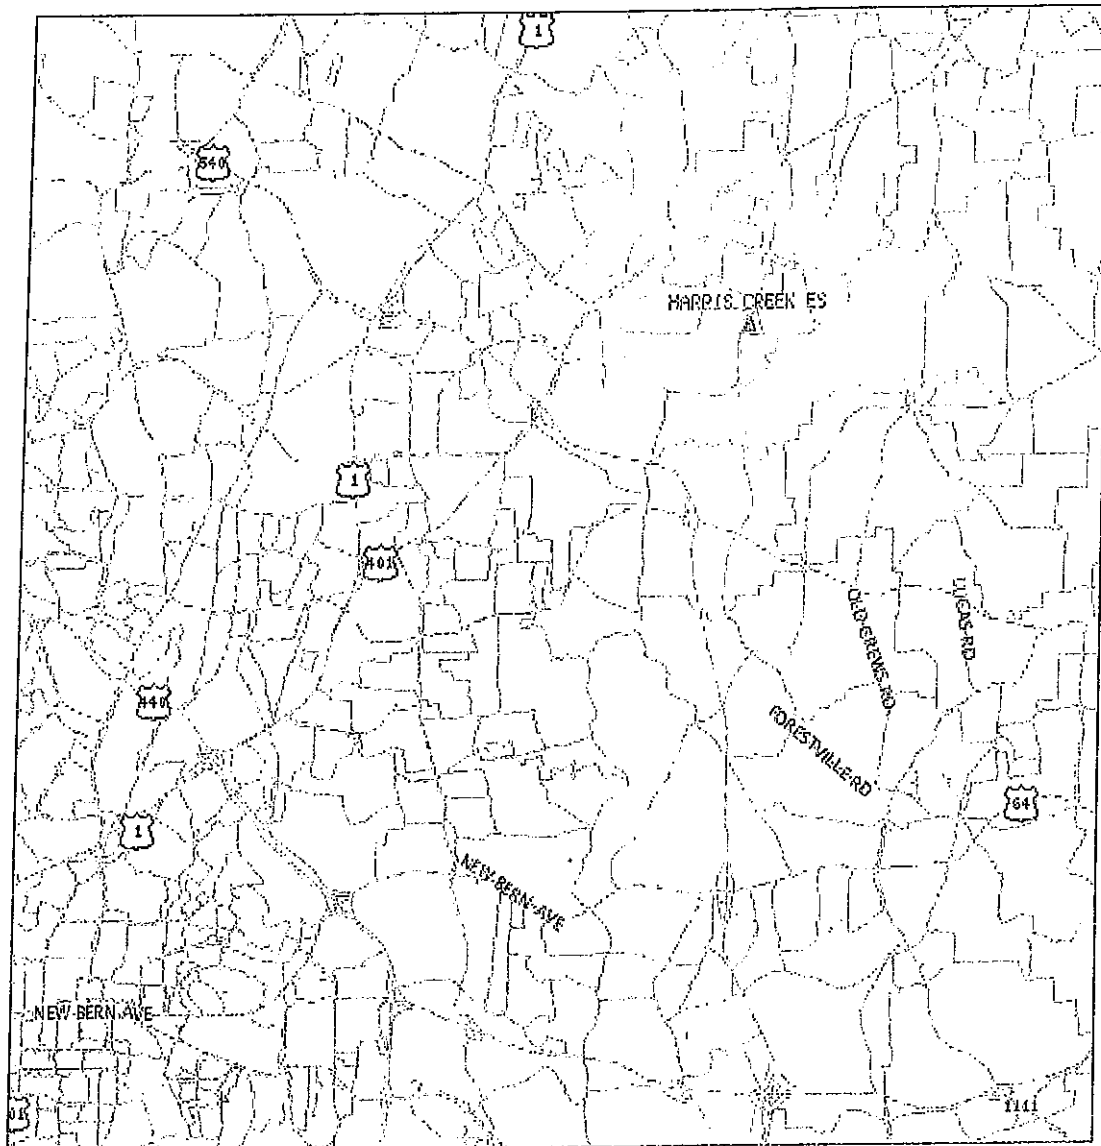 1
540
HARRIS CREEK ES
1
401
OLD CREWS RD
LUCAS RD
440
FORESTVILLE RD
64
1
NEW BERN AVE
NEW BERN AVE